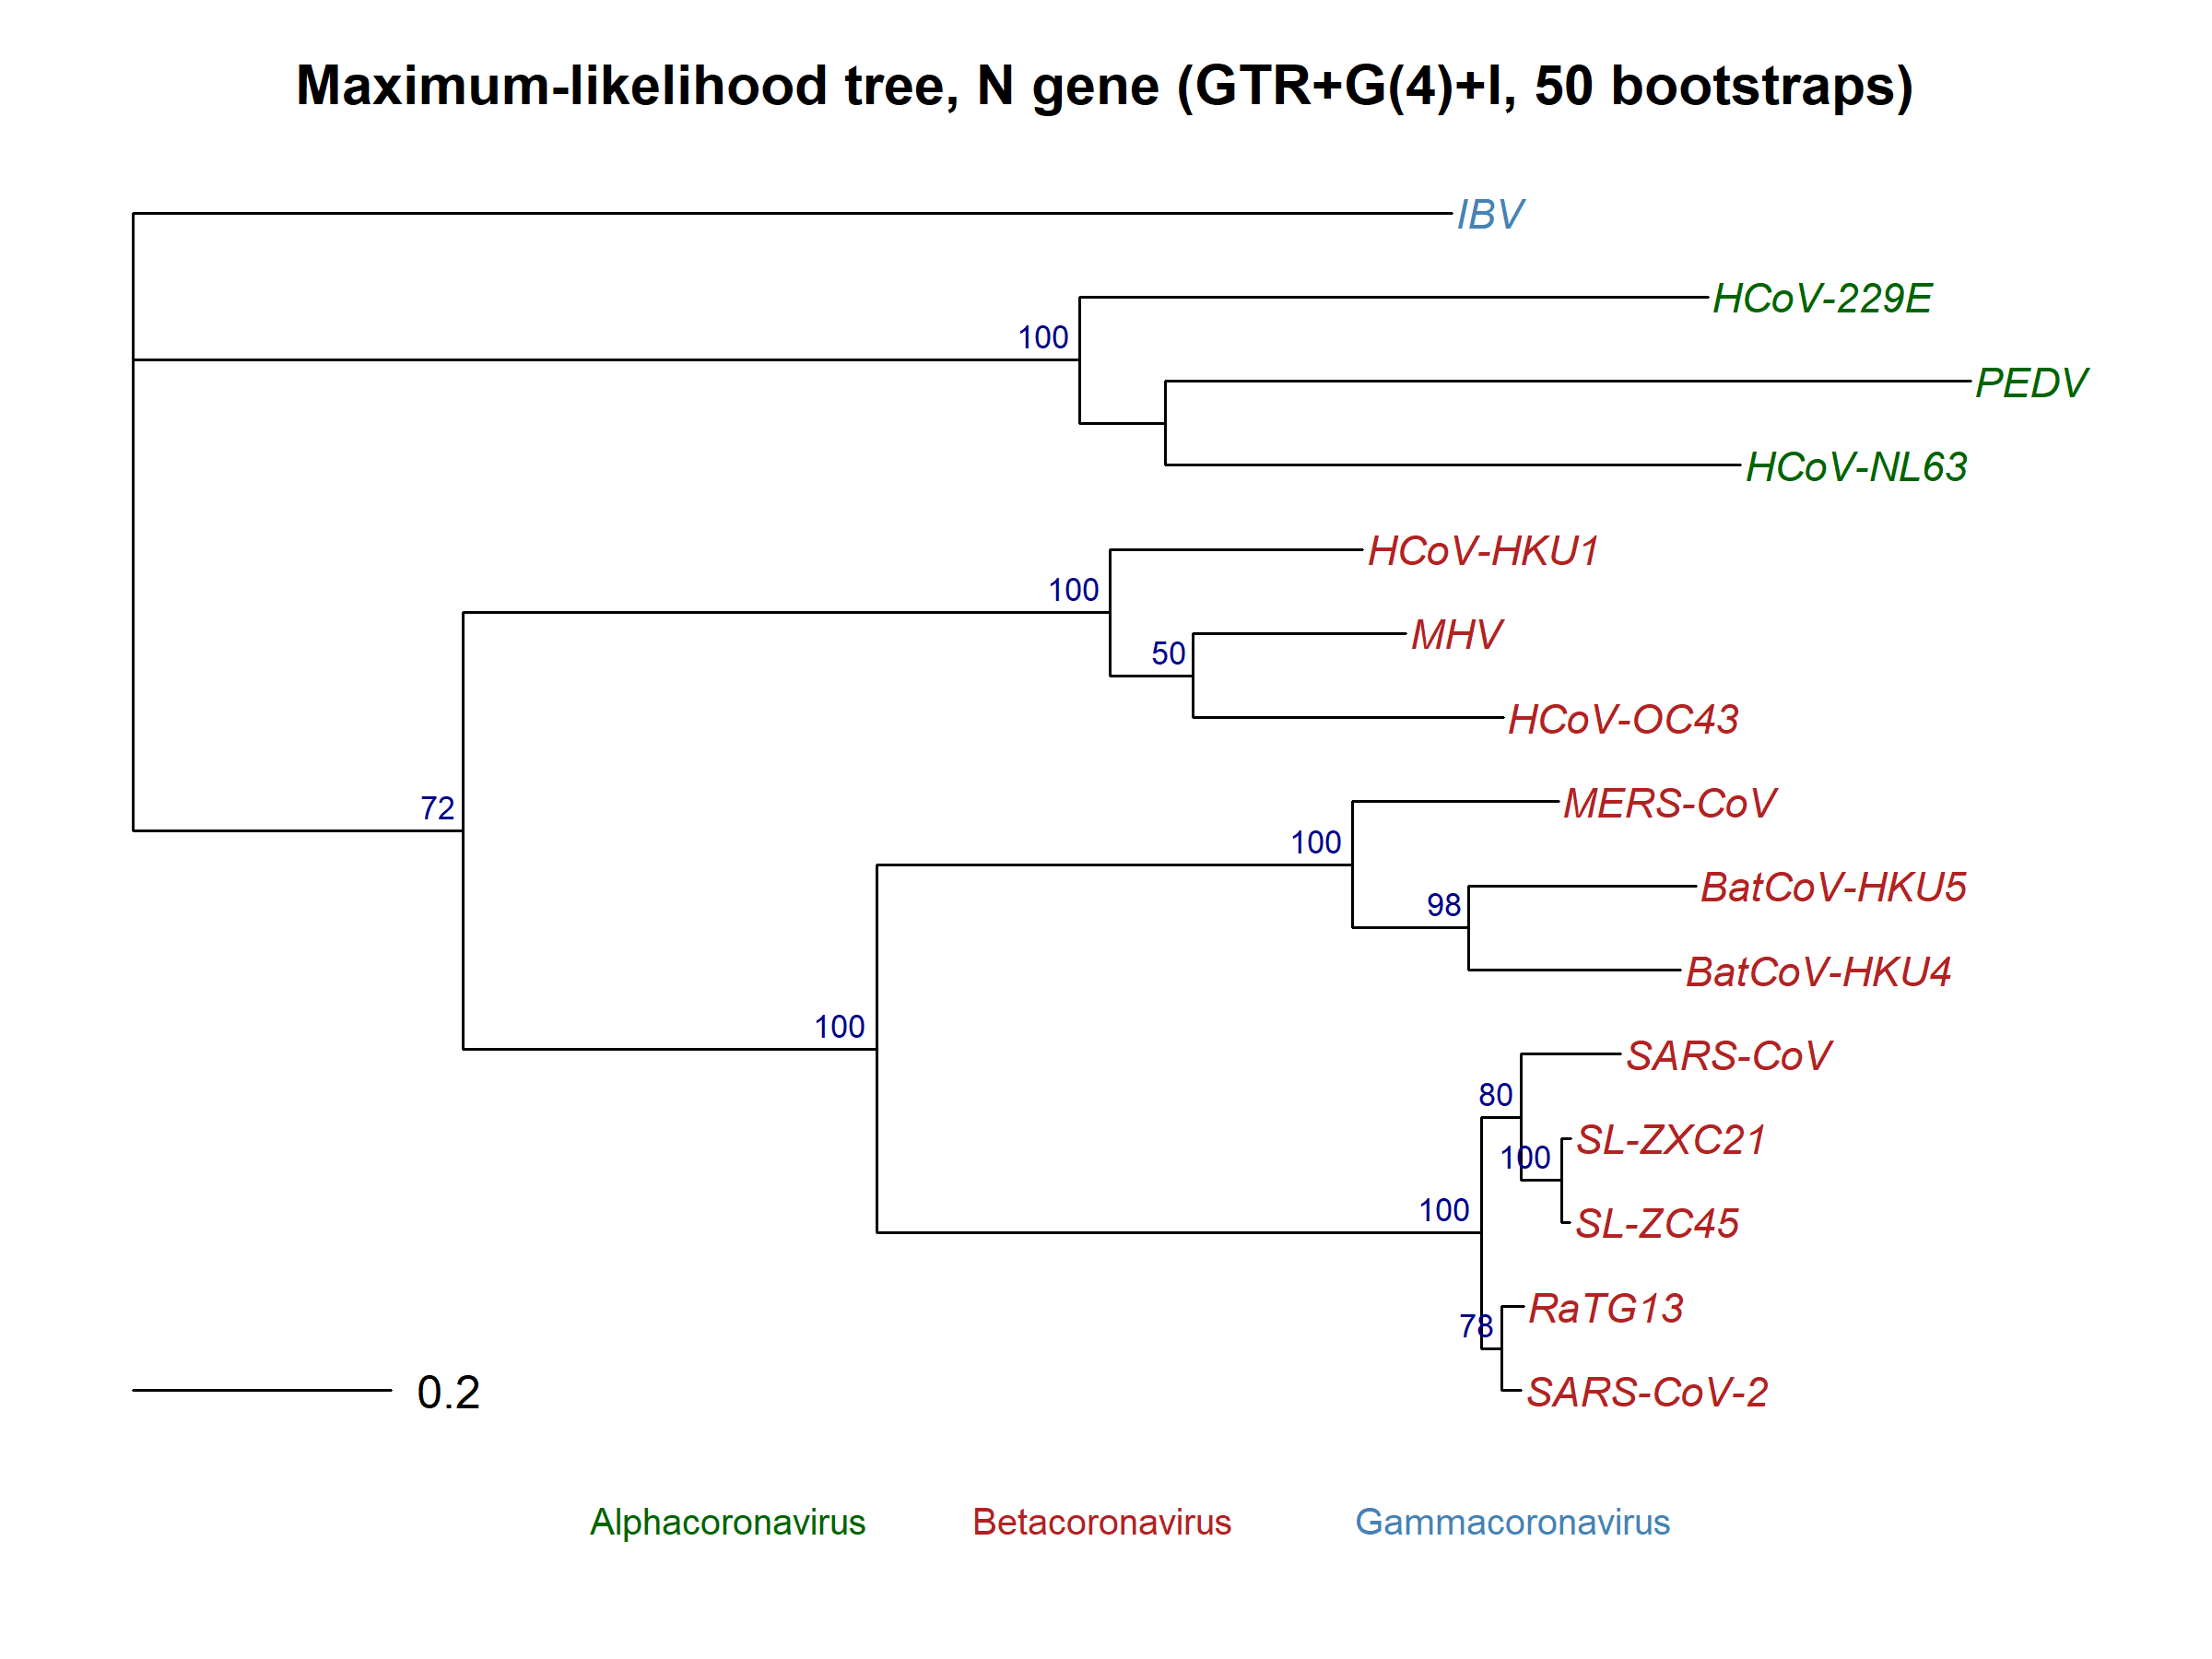 Maximum-likelihood tree, N gene (GTR+G(4)+I, 50 bootstraps)
IBV
HCoV-229E
100
PEDV
HCoV-NL63
HCoV-HKU1
100
MHV
50
HCoV-OC43
MERS-CoV
72
100
BatCoV-HKU5
98
BatCoV-HKU4
100
SARS-CoV
80
SL-ZXC21
100
100
SL-ZC45
RaTG13
78
0.2
SARS-CoV-2
Alphacoronavirus Betacoronavirus Gammacoronavirus